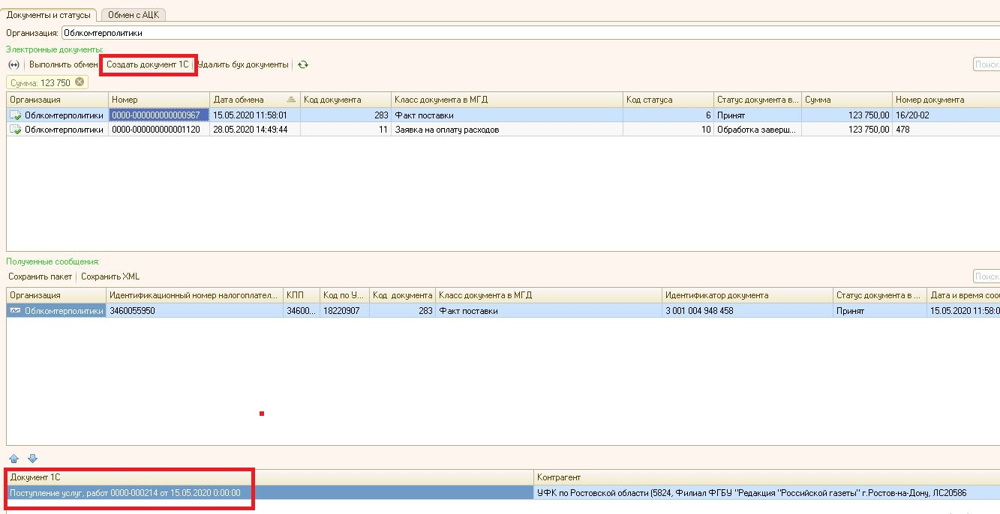 Документы и статусы Обмен с АЦК
Организация: Облкомтерполитики
Электронные документы:
Выполнить обмен Создать документ 1С Удалить бух документы Поиск
Сумма: 123 750
Организация Номер Дата обмена Код документа Класс документа в МГД Код статуса Статус документа в... Сумма Номер документа
Облкомтерполитики 0000-000000000000967 15.05.2020 11:58:01 283 Факт поставки 6 Принят 123 750,00 16/20-02
Облкомтерполитики 0000-000000000001120 28.05.2020 14:49:44 11 Заявка на оплату расходов 10 Обработка заверш... 123 750,00 478
Полученные сообщения:
Сохранить пакет Сохранить XML Поиск
Организация Идентификационный номер налогоплател... КПП Код по У... Код документа Класс документа в МГД Идентификатор документа Статус документа в ... Дата и время соо
Облкомтерполитики 3460055950 34600... 18220907 283 Факт поставки 3 001 004 948 458 Принят 15.05.2020 11:58:0
Документ 1С Контрагент
Поступление услуг, работ 0000-000214 от 15.05.2020 0:00:00 УФК по Ростовской области (5824, Филиал ФГБУ "Редакция "Российской газеты" г.Ростов-на-Дону, ЛС20586